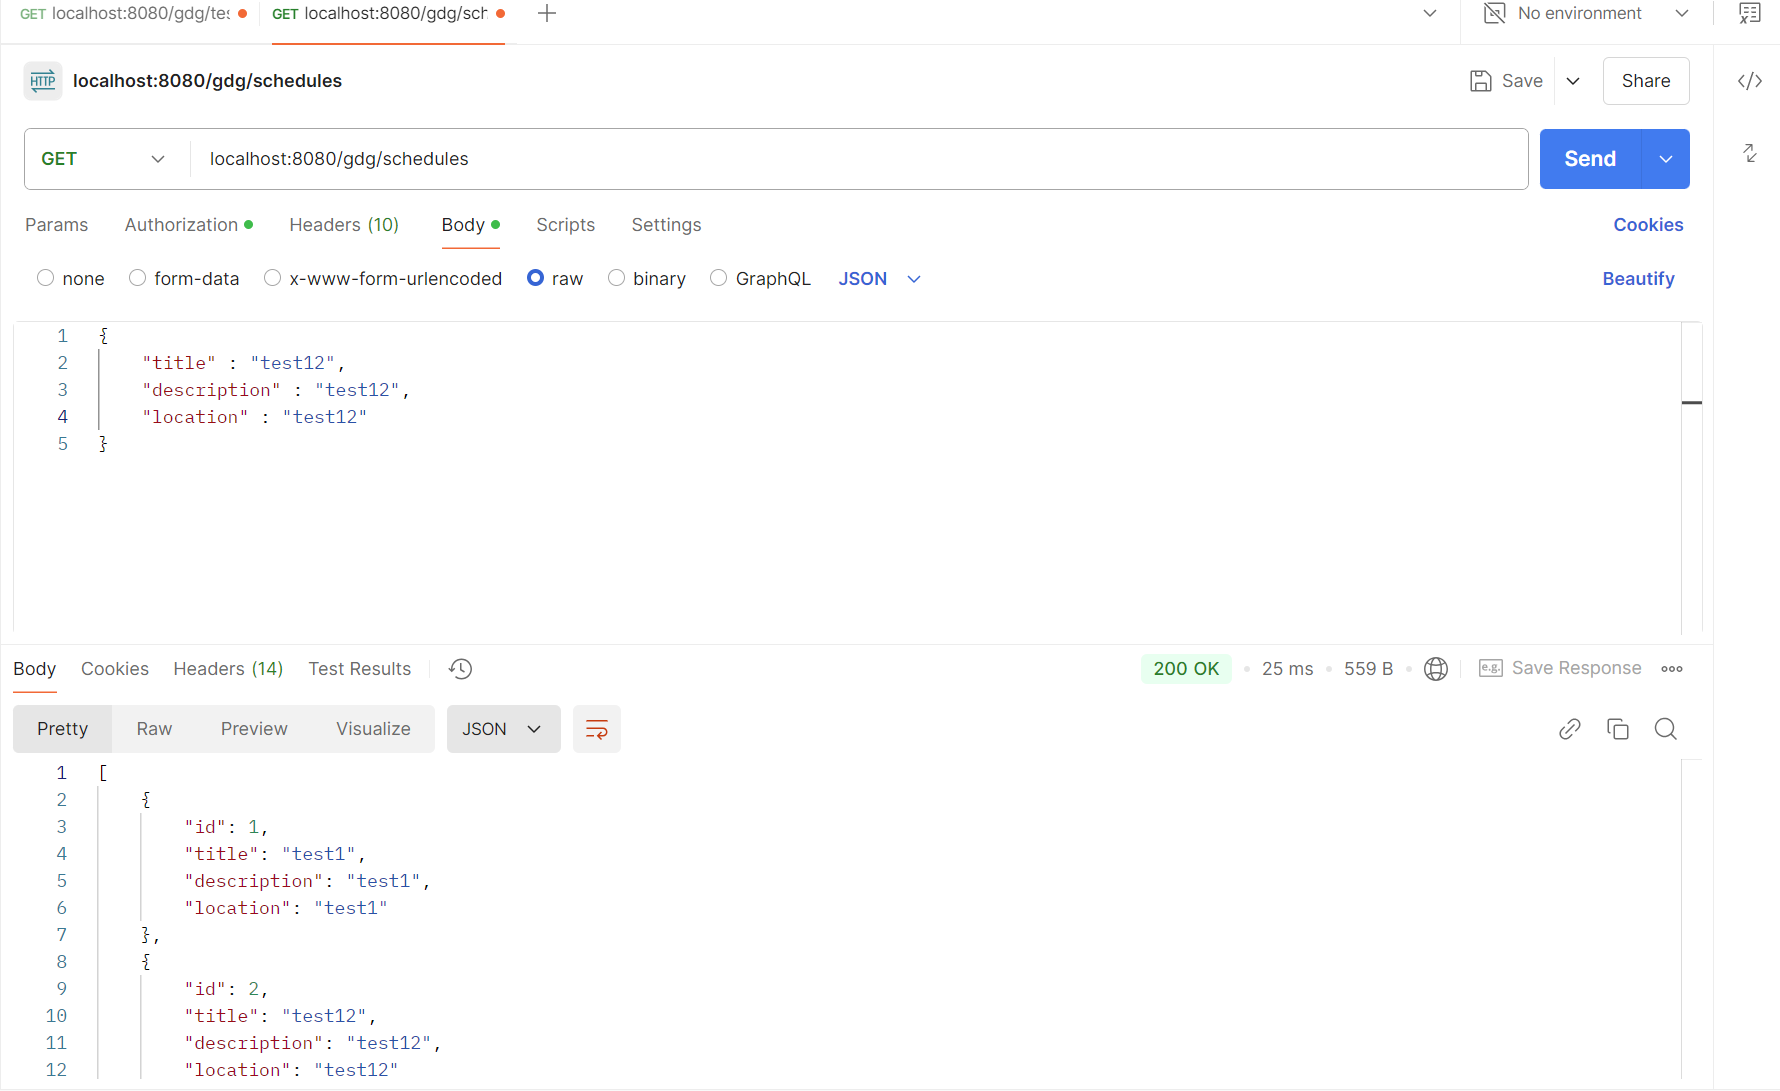 GET localhost:8080/gdg/tes GET localhost:8080/gdg/sch No environment
HTTP localhost:8080/gdg/schedules Save Share </>
GET localhost:8080/gdg/schedules Send
Params Authorization Headers (10) Body Scripts Settings Cookies
none form-data x-www-form-urlencoded raw binary GraphQL JSON Beautify
1 {
2 "title" : "test12",
3 "description" : "test12",
4 "location" : "test12"
5 }
Body Cookies Headers (14) Test Results 200 OK 25 ms 559 B e.g. Save Response
Pretty Raw Preview Visualize JSON
1 [
2 {
3 "id": 1,
4 "title": "test1",
5 "description": "test1",
6 "location": "test1"
7 },
8 {
9 "id": 2,
10 "title": "test12",
11 "description": "test12",
12 "location": "test12"